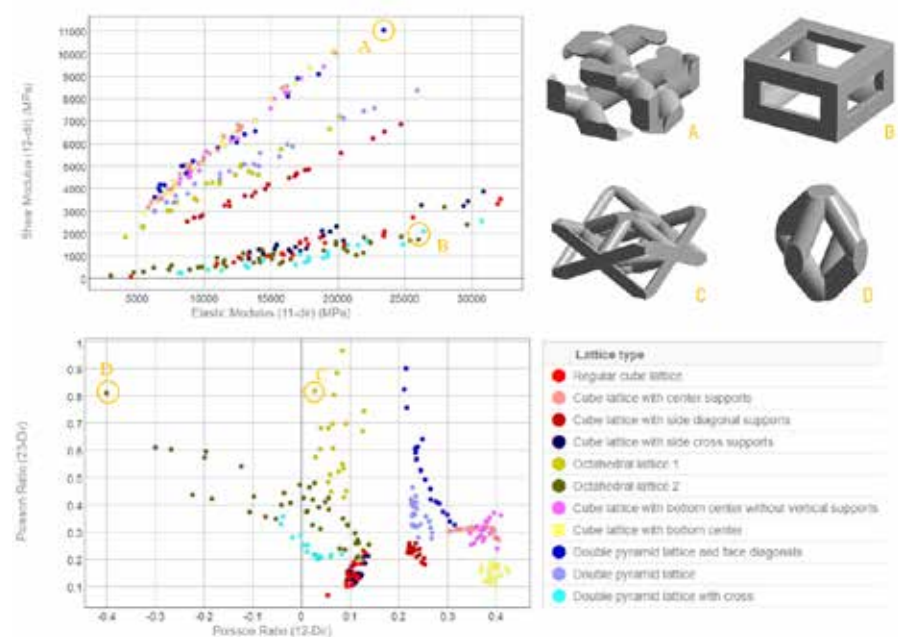 Shear Modulus (12-dir) (MPa)
11000
10000
9000
8000
7000
6000
5000
4000
3000
2000
1000
0
A
B
5000
10000
15000
20000
25000
30000
Elastic Modulus (11-dir) (MPa)
A
B
C
D
Poisson Ratio (23-Dir)
1
0.9
0.8
0.7
0.6
0.5
0.4
0.3
0.2
0.1
D
C
-0.4
-0.3
-0.2
-0.1
0
0.1
0.2
0.3
0.4
Poisson Ratio (12-Dir)
Lattice type
Regular cube lattice
Cube lattice with center supports
Cube lattice with side diagonal supports
Cube lattice with side cross supports
Octahedral lattice 1
Octahedral lattice 2
Cube lattice with bottom center without vertical supports
Cube lattice with bottom center
Double pyramid lattice and face diagonals
Double pyramid lattice
Double pyramid lattice with cross